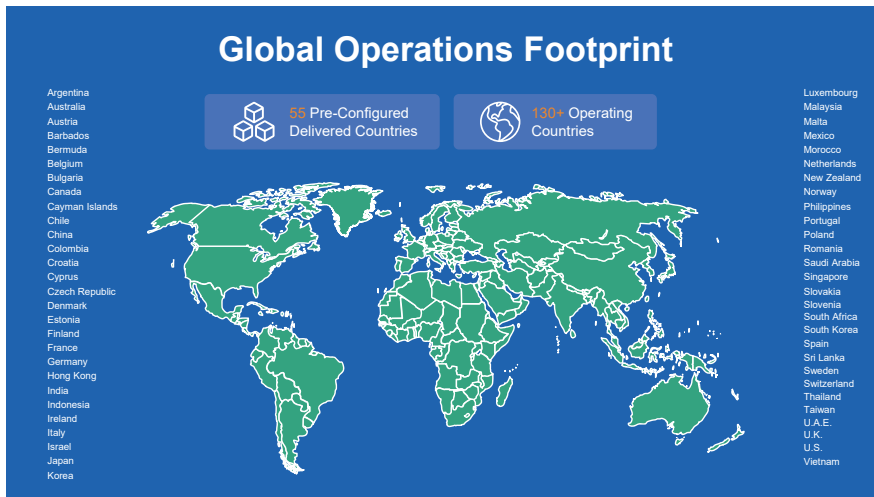 Global Operations Footprint
55 Pre-Configured
Delivered Countries
130+ Operating
Countries
Argentina
Australia
Austria
Barbados
Bermuda
Belgium
Bulgaria
Canada
Cayman Islands
Chile
China
Colombia
Croatia
Cyprus
Czech Republic
Denmark
Estonia
Finland
France
Germany
Hong Kong
India
Indonesia
Ireland
Italy
Israel
Japan
Korea
Luxembourg
Malaysia
Malta
Mexico
Morocco
Netherlands
New Zealand
Norway
Philippines
Portugal
Poland
Romania
Saudi Arabia
Singapore
Slovakia
Slovenia
South Africa
South Korea
Spain
Sri Lanka
Sweden
Switzerland
Thailand
Taiwan
U.A.E.
U.K.
U.S.
Vietnam